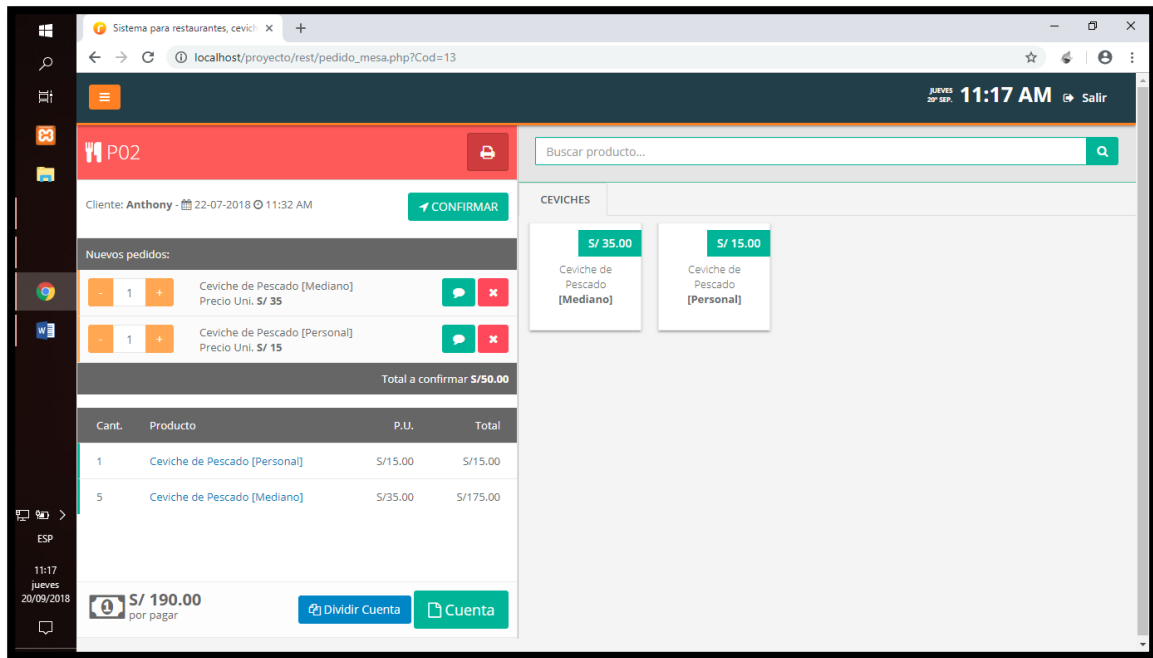 Sistema para restaurantes, cevich
localhost/proyecto/rest/pedido_mesa.php?Cod=13
JUEVES
20º SEP.
11:17 AM
Salir
P02
Buscar producto...
Cliente: Anthony - 22-07-2018 11:32 AM
CONFIRMAR
CEVICHES
Nuevos pedidos:
S/ 35.00
Ceviche de
Pescado
[Mediano]
S/ 15.00
Ceviche de
Pescado
[Personal]
- 1 +
Ceviche de Pescado [Mediano]
Precio Uni. S/ 35
- 1 +
Ceviche de Pescado [Personal]
Precio Uni. S/ 15
Total a confirmar S/50.00
Cant. Producto P.U. Total
1 Ceviche de Pescado [Personal] S/15.00 S/15.00
5 Ceviche de Pescado [Mediano] S/35.00 S/175.00
S/ 190.00
por pagar
Dividir Cuenta
Cuenta
ESP
11:17
jueves
20/09/2018